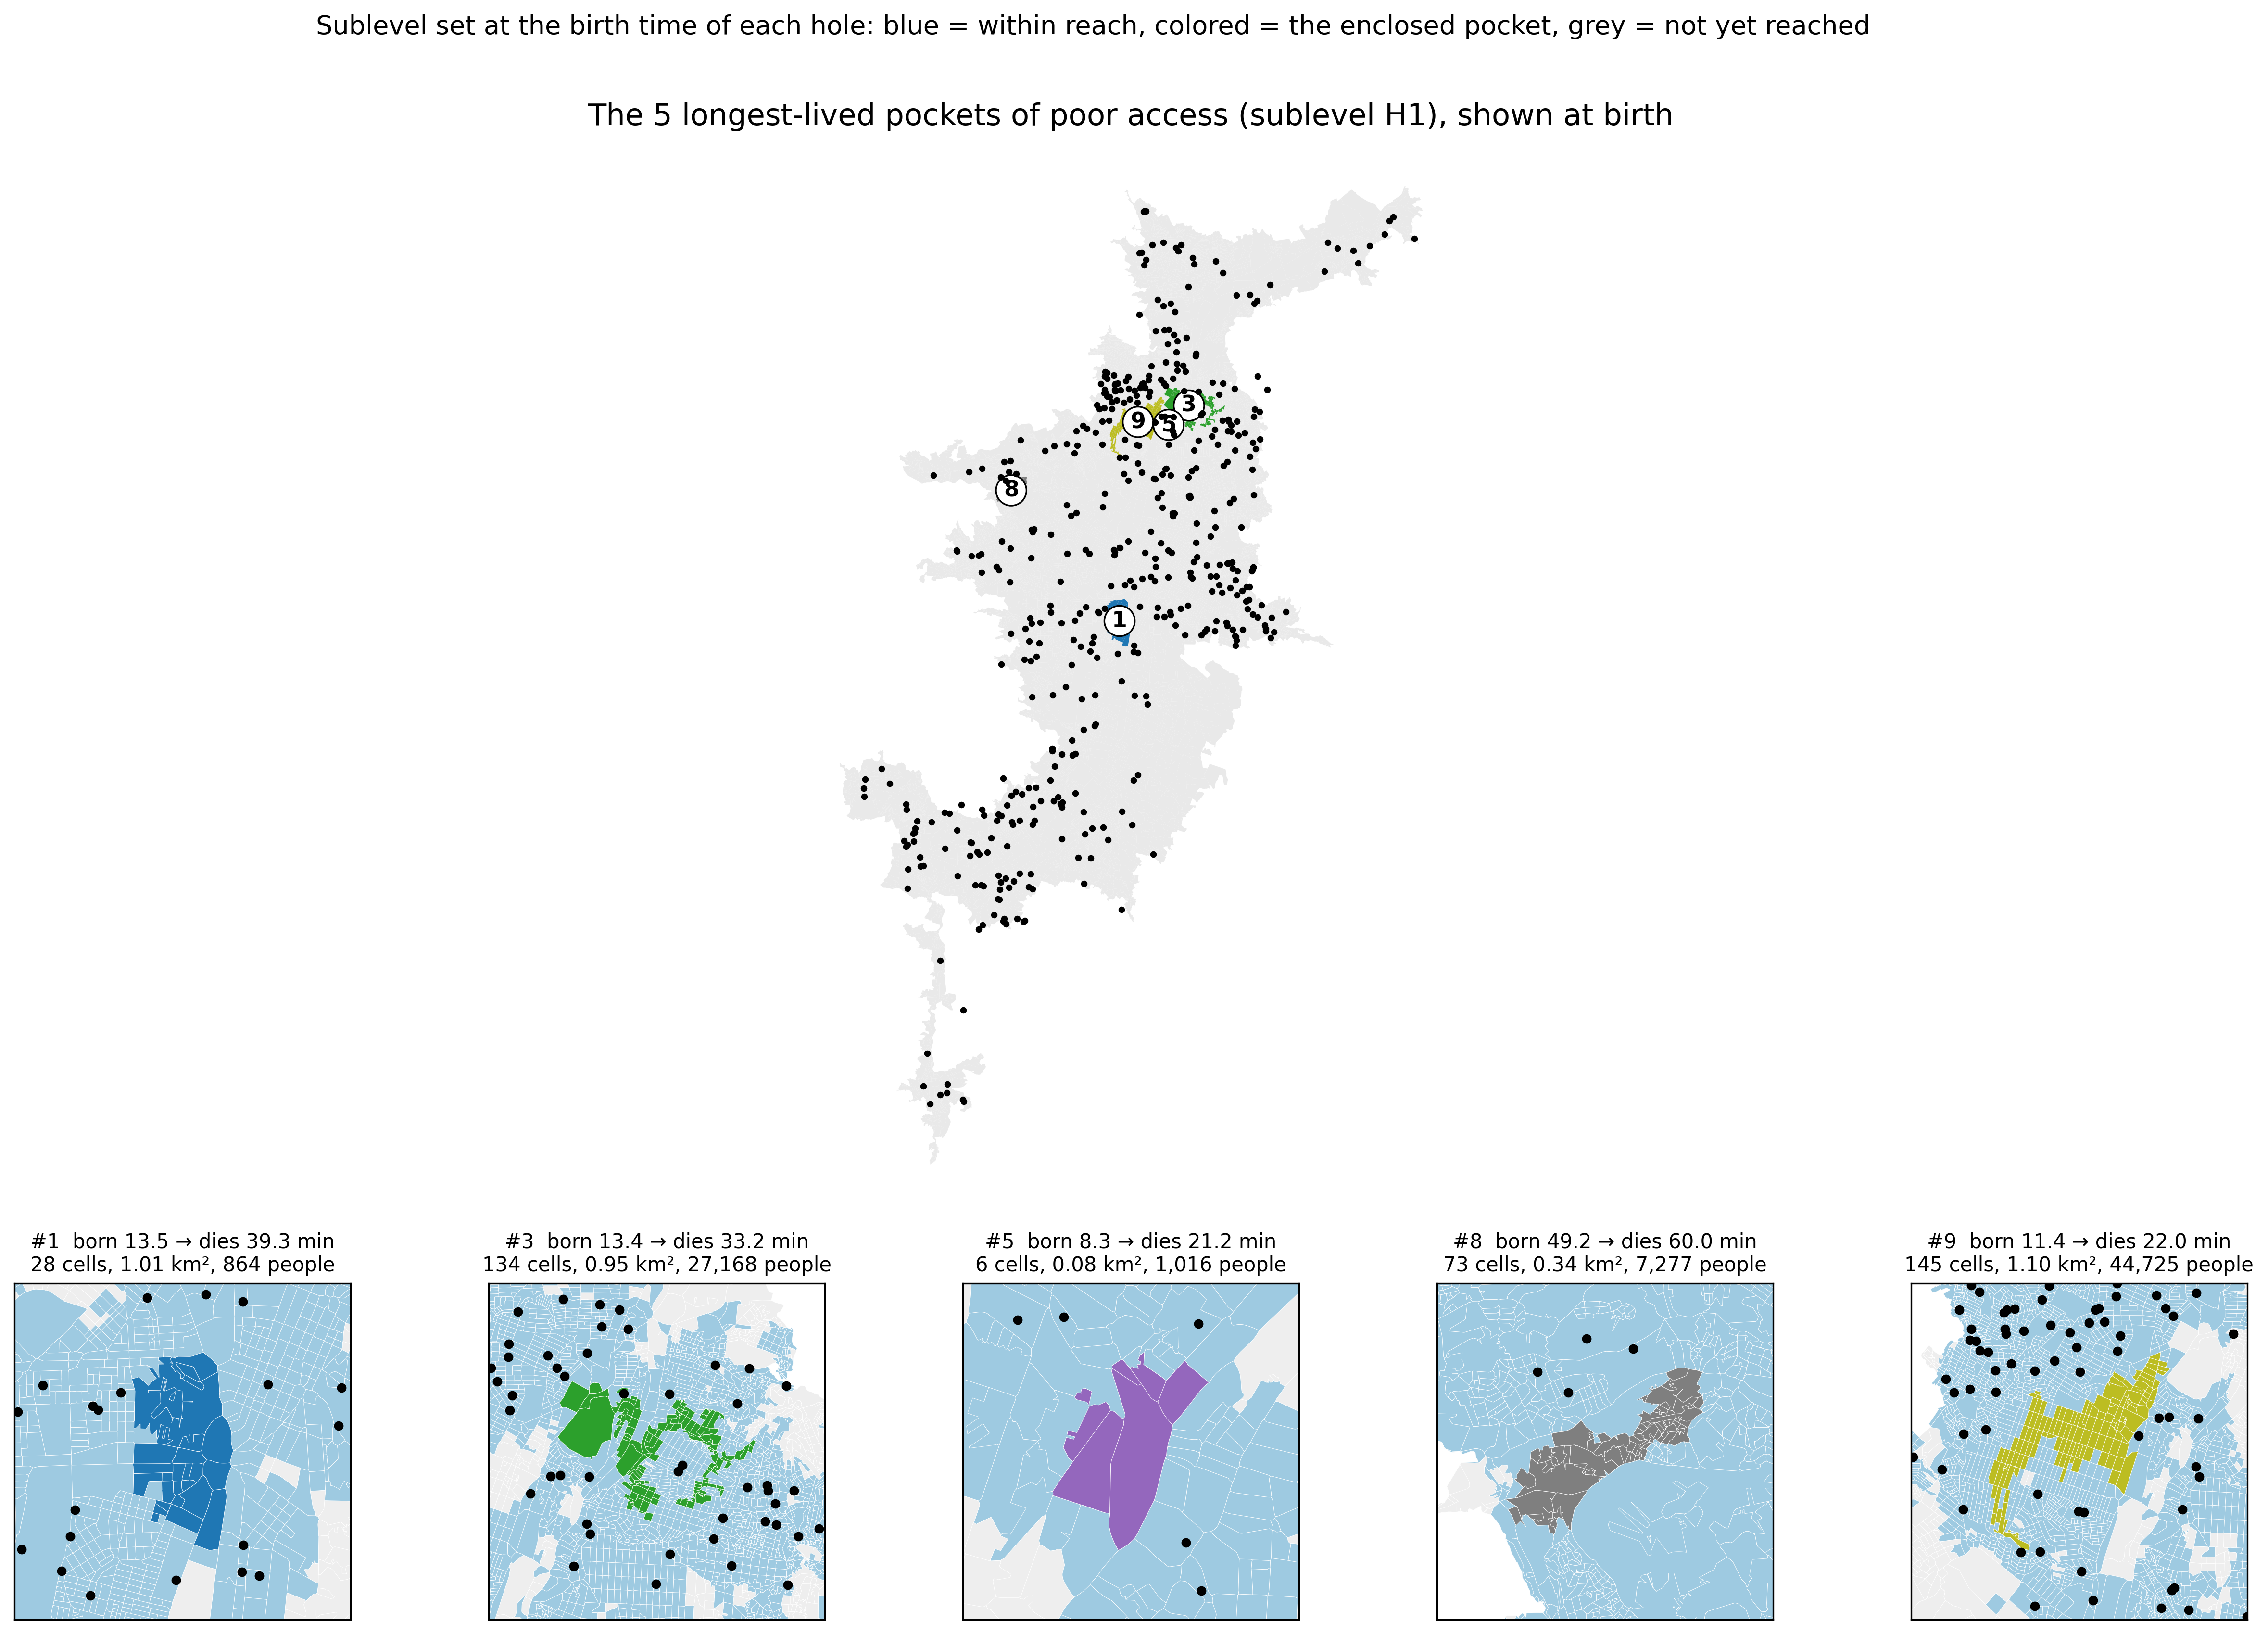 Sublevel set at the birth time of each hole: blue = within reach, colored = the enclosed pocket, grey = not yet reached
The 5 longest-lived pockets of poor access (sublevel H1), shown at birth
3
9
5
8
1
#1 born 13.5 → dies 39.3 min
28 cells, 1.01 km², 864 people
#3 born 13.4 → dies 33.2 min
134 cells, 0.95 km², 27,168 people
#5 born 8.3 → dies 21.2 min
6 cells, 0.08 km², 1,016 people
#8 born 49.2 → dies 60.0 min
73 cells, 0.34 km², 7,277 people
#9 born 11.4 → dies 22.0 min
145 cells, 1.10 km², 44,725 people